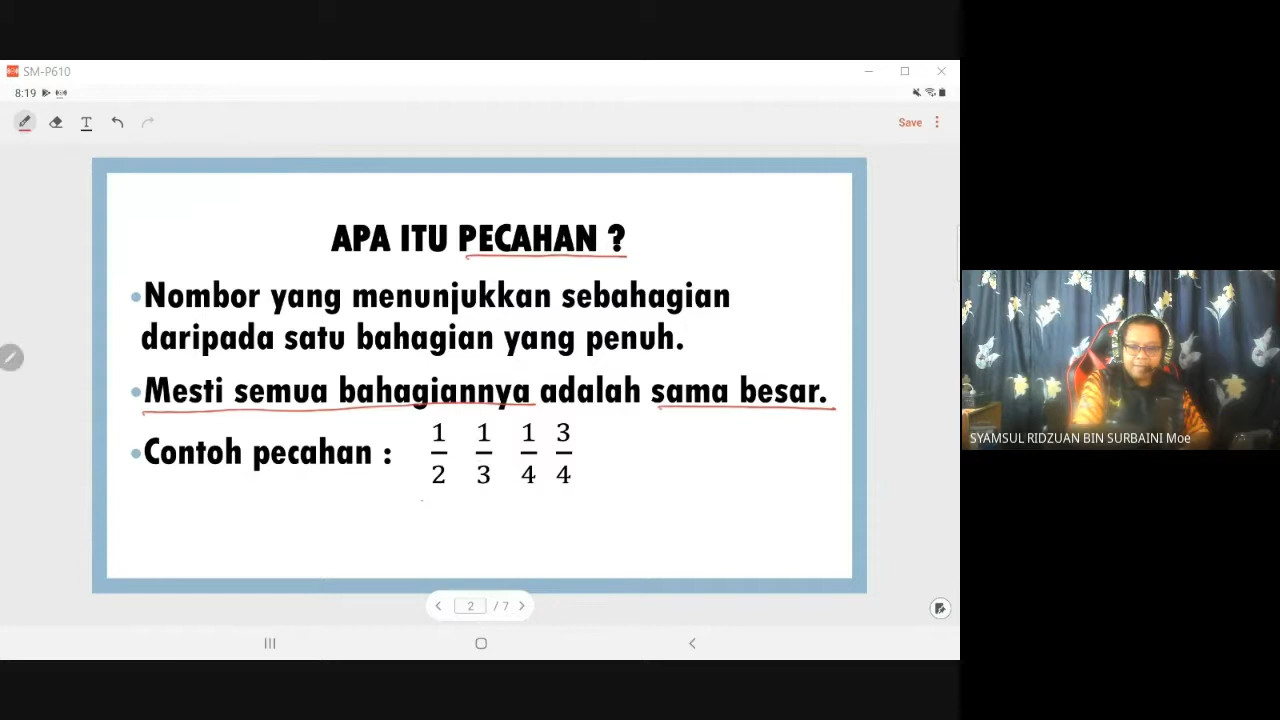 SM-P610
8:19
T
Save
APA ITU PECAHAN ?
•Nombor yang menunjukkan sebahagian
daripada satu bahagian yang penuh.
•Mesti semua bahagiannya adalah sama besar.
•Contoh pecahan : 1/2 1/3 1/4 3/4
2 / 7
SYAMSUL RIDZUAN BIN SURBAINI Moe